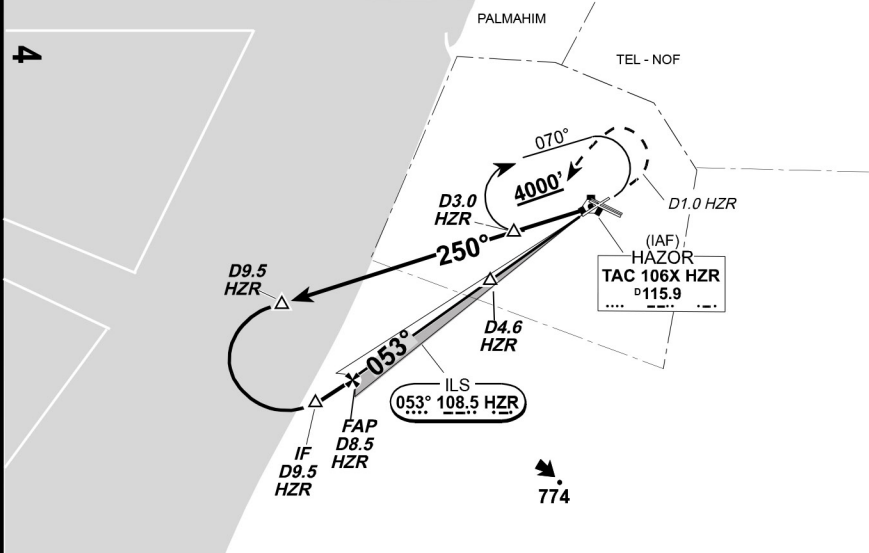 PALMAHIM
4
TEL - NOF
070°
4000'
D3.0
HZR
D1.0 HZR
250°
(IAF)
HAZOR
TAC 106X HZR
D115.9
D9.5
HZR
D4.6
HZR
053°
ILS
053° 108.5 HZR
FAP
D8.5
HZR
IF
D9.5
HZR
774